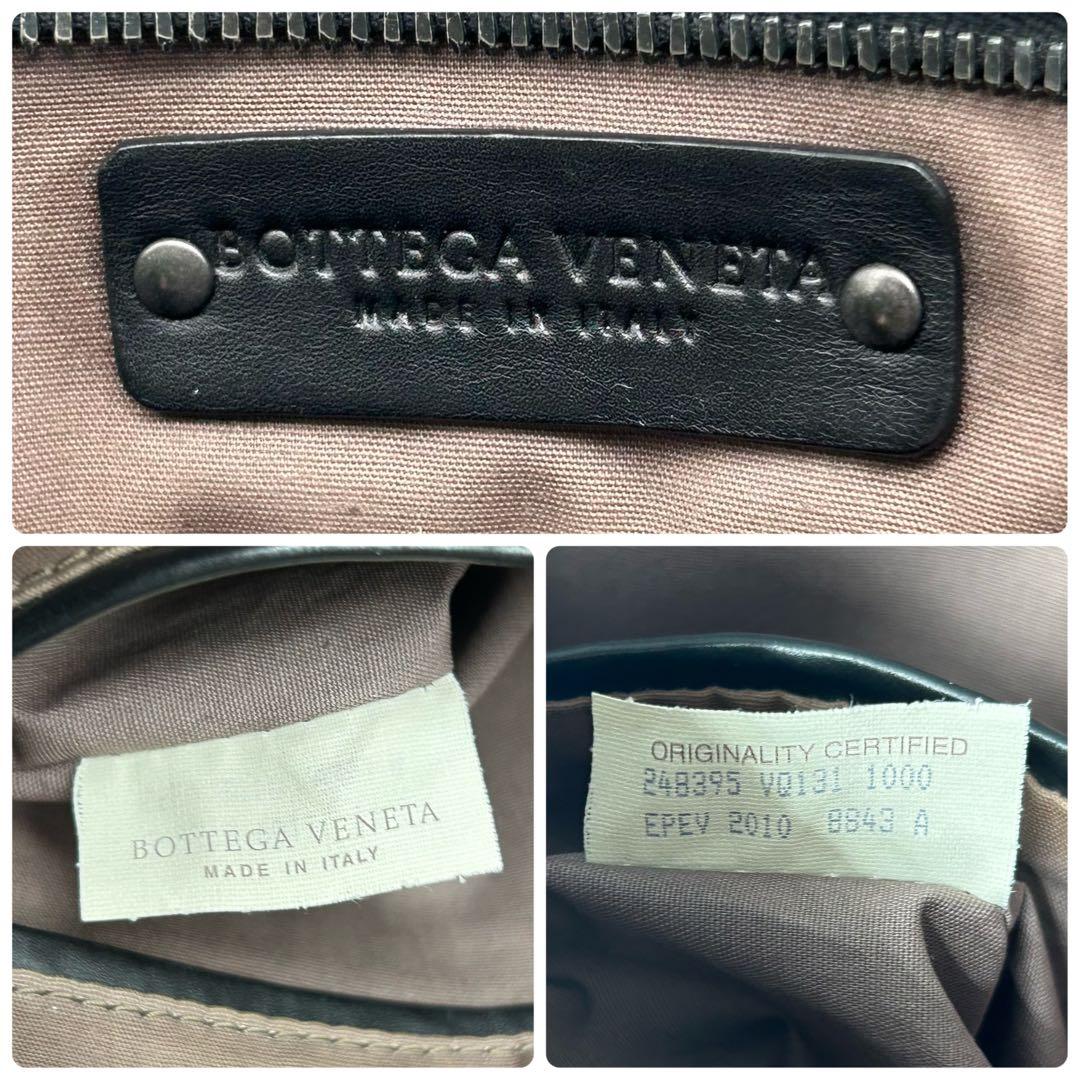 BOTTEGA VENETA
MADE IN ITALY
BOTTEGA VENETA
MADE IN ITALY
ORIGINALITY CERTIFIED
248395 VQ131 1000
EPEV 2010 8843 A